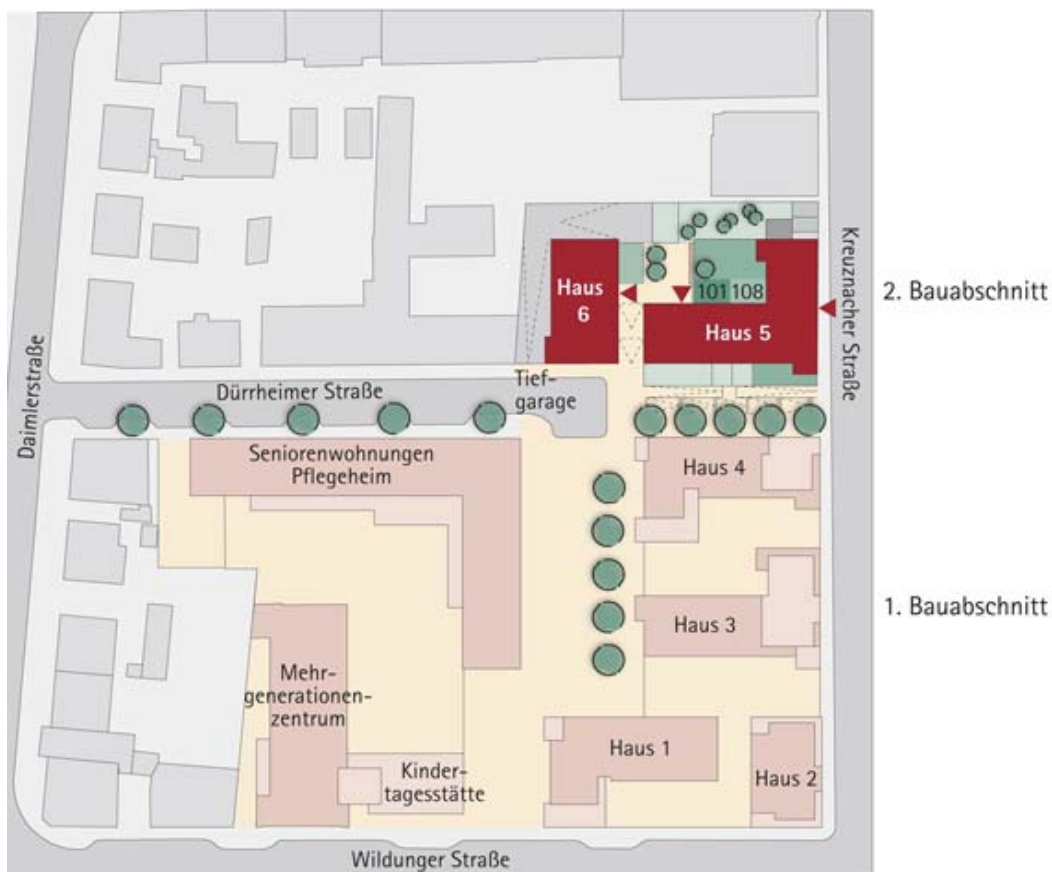 Haus
6
101 108
Haus 5
Kreuznacher Straße
2. Bauabschnitt
Daimlerstraße
Dürrheimer Straße
Tief-
garage
Seniorenwohnungen
Pflegeheim
Haus 4
1. Bauabschnitt
Haus 3
Mehr-
generationen-
zentrum
Haus 1
Kinder-
tagesstätte
Haus 2
Wildunger Straße